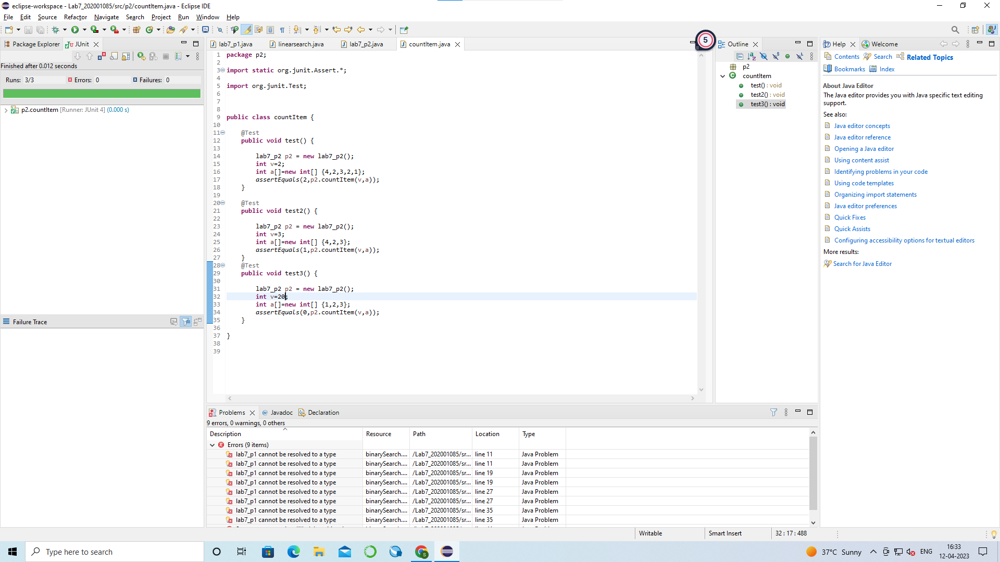 eclipse-workspace - Lab7_202001085/src/p2/countItem.java - Eclipse IDE
File Edit Source Refactor Navigate Search Project Run Window Help
Package Explorer JUnit
Finished after 0.012 seconds
Runs: 3/3 Errors: 0 Failures: 0
p2.countItem [Runner: JUnit 4] (0.000 s)
Failure Trace
lab7_p1.java linearsearch.java lab7_p2.java countItem.java
1 package p2;
2
3 import static org.junit.Assert.*;
4
5 import org.junit.Test;
6
7
8
9 public class countItem {
10
11 @Test
12 public void test() {
13
14 lab7_p2 p2 = new lab7_p2();
15 int v=2;
16 int a[]=new int[] {4,2,3,2,1};
17 assertEquals(2,p2.countItem(v,a));
18 }
19
20 @Test
21 public void test2() {
22
23 lab7_p2 p2 = new lab7_p2();
24 int v=3;
25 int a[]=new int[] {4,2,3};
26 assertEquals(1,p2.countItem(v,a));
27 }
28 @Test
29 public void test3() {
30
31 lab7_p2 p2 = new lab7_p2();
32 int v=20;
33 int a[]=new int[] {1,2,3};
34 assertEquals(0,p2.countItem(v,a));
35 }
36
37 }
38
39
5
Outline
p2
countItem
test() : void
test2() : void
test3() : void
Help Welcome
Contents Search Related Topics
Bookmarks Index
About Java Editor
The Java editor provides you with Java specific text editing
support.
See also:
Java editor concepts
Java editor reference
Opening a Java editor
Using content assist
Identifying problems in your code
Using code templates
Organizing import statements
Java editor preferences
Quick Fixes
Quick Assists
Configuring accessibility options for textual editors
More results:
Search for Java Editor
Problems @ Javadoc Declaration
9 errors, 0 warnings, 0 others
Description Resource Path Location Type
Errors (9 items)
lab7_p1 cannot be resolved to a type binarySearch.... /Lab7_202001085/sr... line 11 Java Problem
lab7_p1 cannot be resolved to a type binarySearch.... /Lab7_202001085/sr... line 11 Java Problem
lab7_p1 cannot be resolved to a type binarySearch.... /Lab7_202001085/sr... line 19 Java Problem
lab7_p1 cannot be resolved to a type binarySearch.... /Lab7_202001085/sr... line 19 Java Problem
lab7_p1 cannot be resolved to a type binarySearch.... /Lab7_202001085/sr... line 27 Java Problem
lab7_p1 cannot be resolved to a type binarySearch.... /Lab7_202001085/sr... line 27 Java Problem
lab7_p1 cannot be resolved to a type binarySearch.... /Lab7_202001085/sr... line 35 Java Problem
lab7_p1 cannot be resolved to a type binarySearch.... /Lab7_202001085/sr... line 35 Java Problem
Writable Smart Insert 32 : 17 : 488
Type here to search
37°C Sunny ENG
16:33
12-04-2023